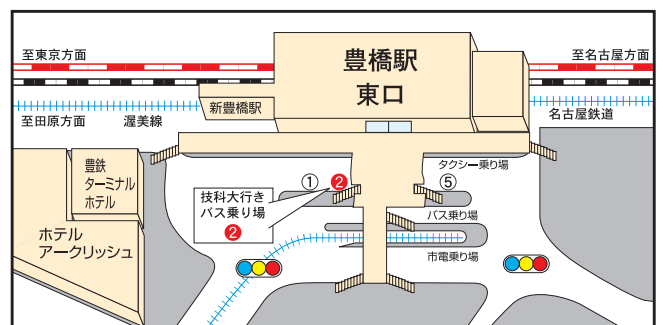 至東京方面
至名古屋方面
豊橋駅
東口
新豊橋駅
至田原方面
渥美線
名古屋鉄道
タクシー乗り場
豊鉄
ターミナル
ホテル
① ❷ ⑤
技科大行き
バス乗り場
❷
バス乗り場
市電乗り場
ホテル
アークリッシュ